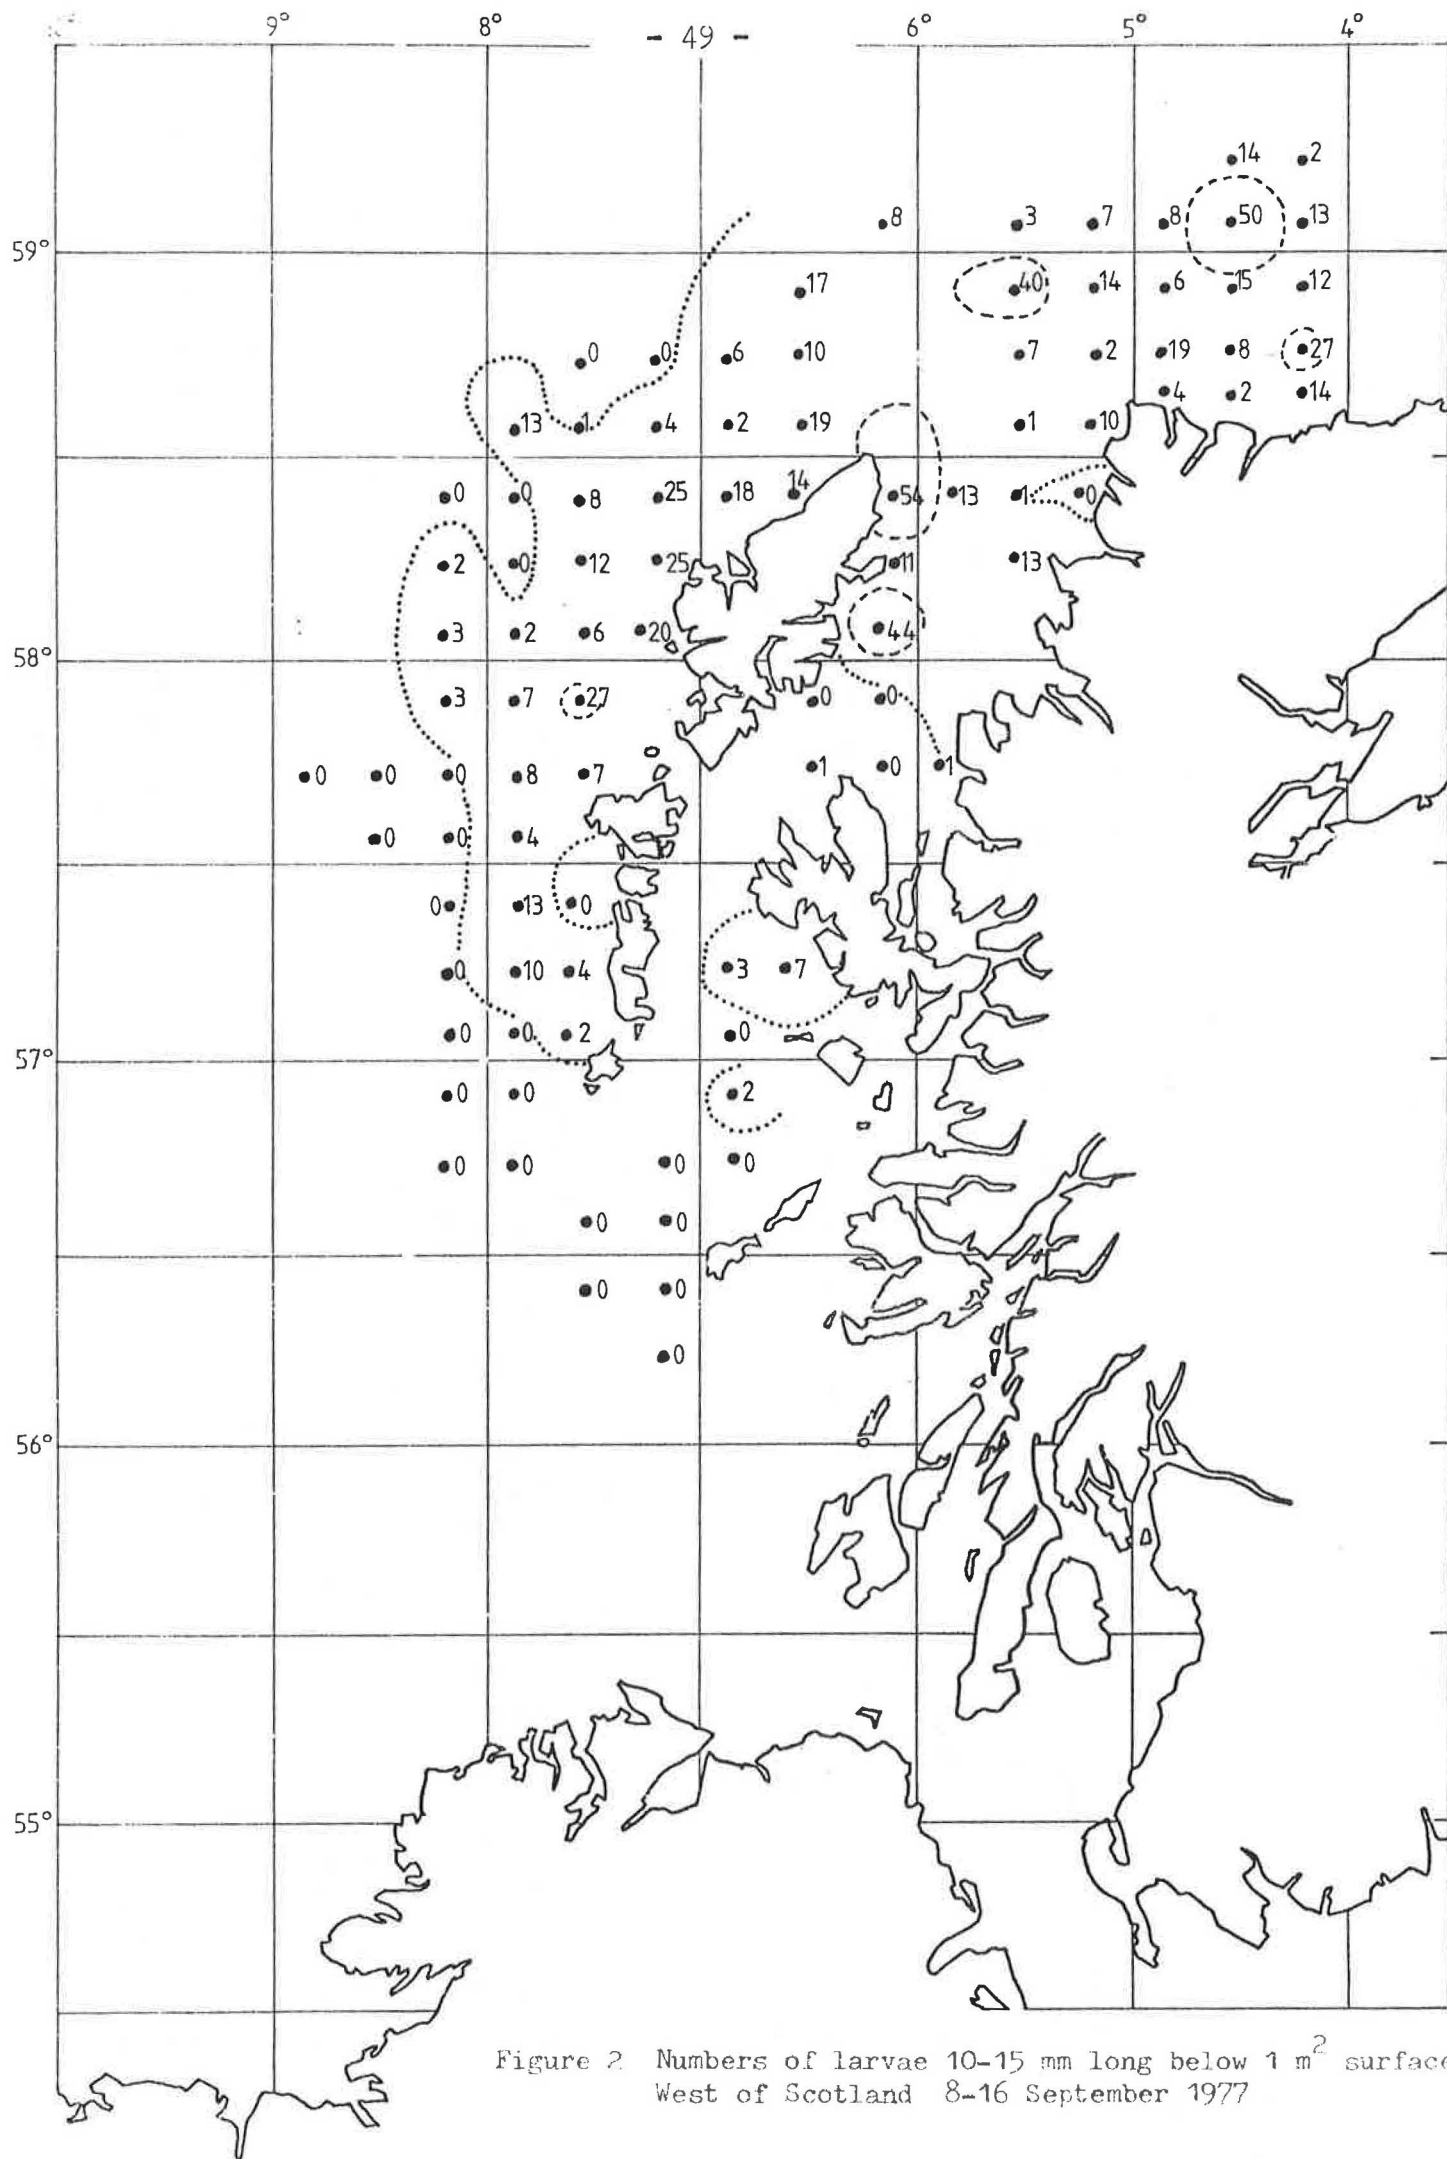 9° 8° - 49 - 6° 5° 4°
14 2
8 3 7 8 50 13
59°
17 40 14 6 15 12
0 0 6 10 7 2 19 8 27
4 2 14
13 1 4 2 19 1 10
0 0 8 25 18 14 54 13 1 0
2 0 12 25 11 13
3 2 6 20 44
58°
3 7 27 0 0
0 0 0 8 7 1 0 1
0 0 4
0 13 0
0 10 4 3 7
0 0 2 0
57°
0 0 2
0 0 0 0
0 0
0 0
0
56°
55°
Figure 2 Numbers of larvae 10-15 mm long below 1 m² surface
West of Scotland 8-16 September 1977